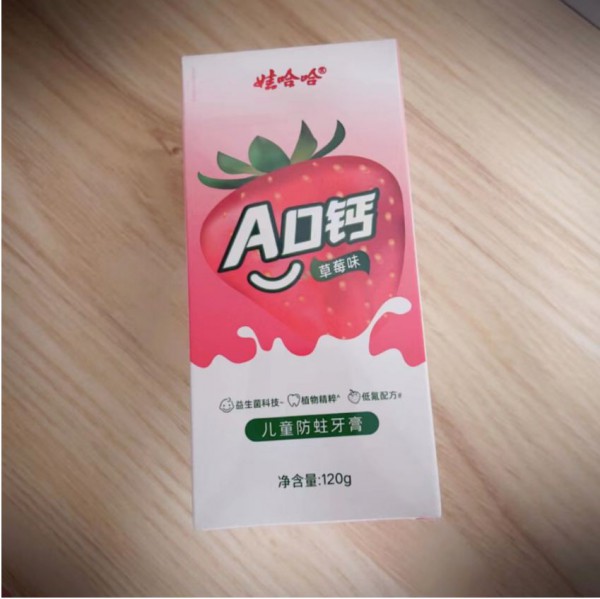 娃哈哈®
AD钙
草莓味
益生菌科技~ 植物精粹^ 低氟配方#
儿童防蛀牙膏
净含量:120g